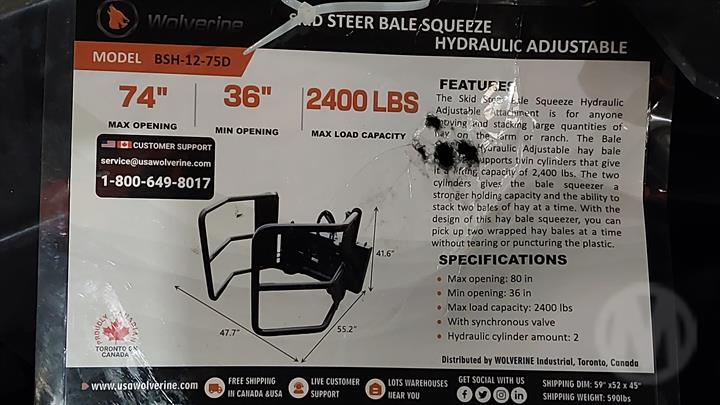 Wolverine
SKID STEER BALE SQUEEZE
HYDRAULIC ADJUSTABLE
MODEL BSH-12-75D
74"
MAX OPENING
36"
MIN OPENING
2400 LBS
MAX LOAD CAPACITY
CUSTOMER SUPPORT
service@usawolverine.com
1-800-649-8017
FEATURES
The Skid Steer Bale Squeeze Hydraulic
Adjustable Attachment is for anyone
moving and stacking large quantities of
hay on the farm or ranch. The Bale
Hydraulic Adjustable hay bale
supports twin cylinders that give
it a lifting capacity of 2,400 lbs. The two
cylinders gives the bale squeezer a
stronger holding capacity and the ability to
stack two bales of hay at a time. With the
design of this hay bale squeezer, you can
pick up two wrapped hay bales at a time
without tearing or puncturing the plastic.
41.6"
47.7"
55.2"
SPECIFICATIONS
• Max opening: 80 in
• Min opening: 36 in
• Max load capacity: 2400 lbs
• With synchronous valve
• Hydraulic cylinder amount: 2
PROUDLY CANADIAN
TORONTO ON
CANADA
Distributed by WOLVERINE Industrial, Toronto, Canada
www.usawolverine.com
FREE SHIPPING
IN CANADA &USA
LIVE CUSTOMER
SUPPORT
LOTS WAREHOUSES
NEAR YOU
GET SOCIAL WITH US
SHIPPING DIM: 59" x52 x 45"
SHIPPING WEIGHT: 590lbs